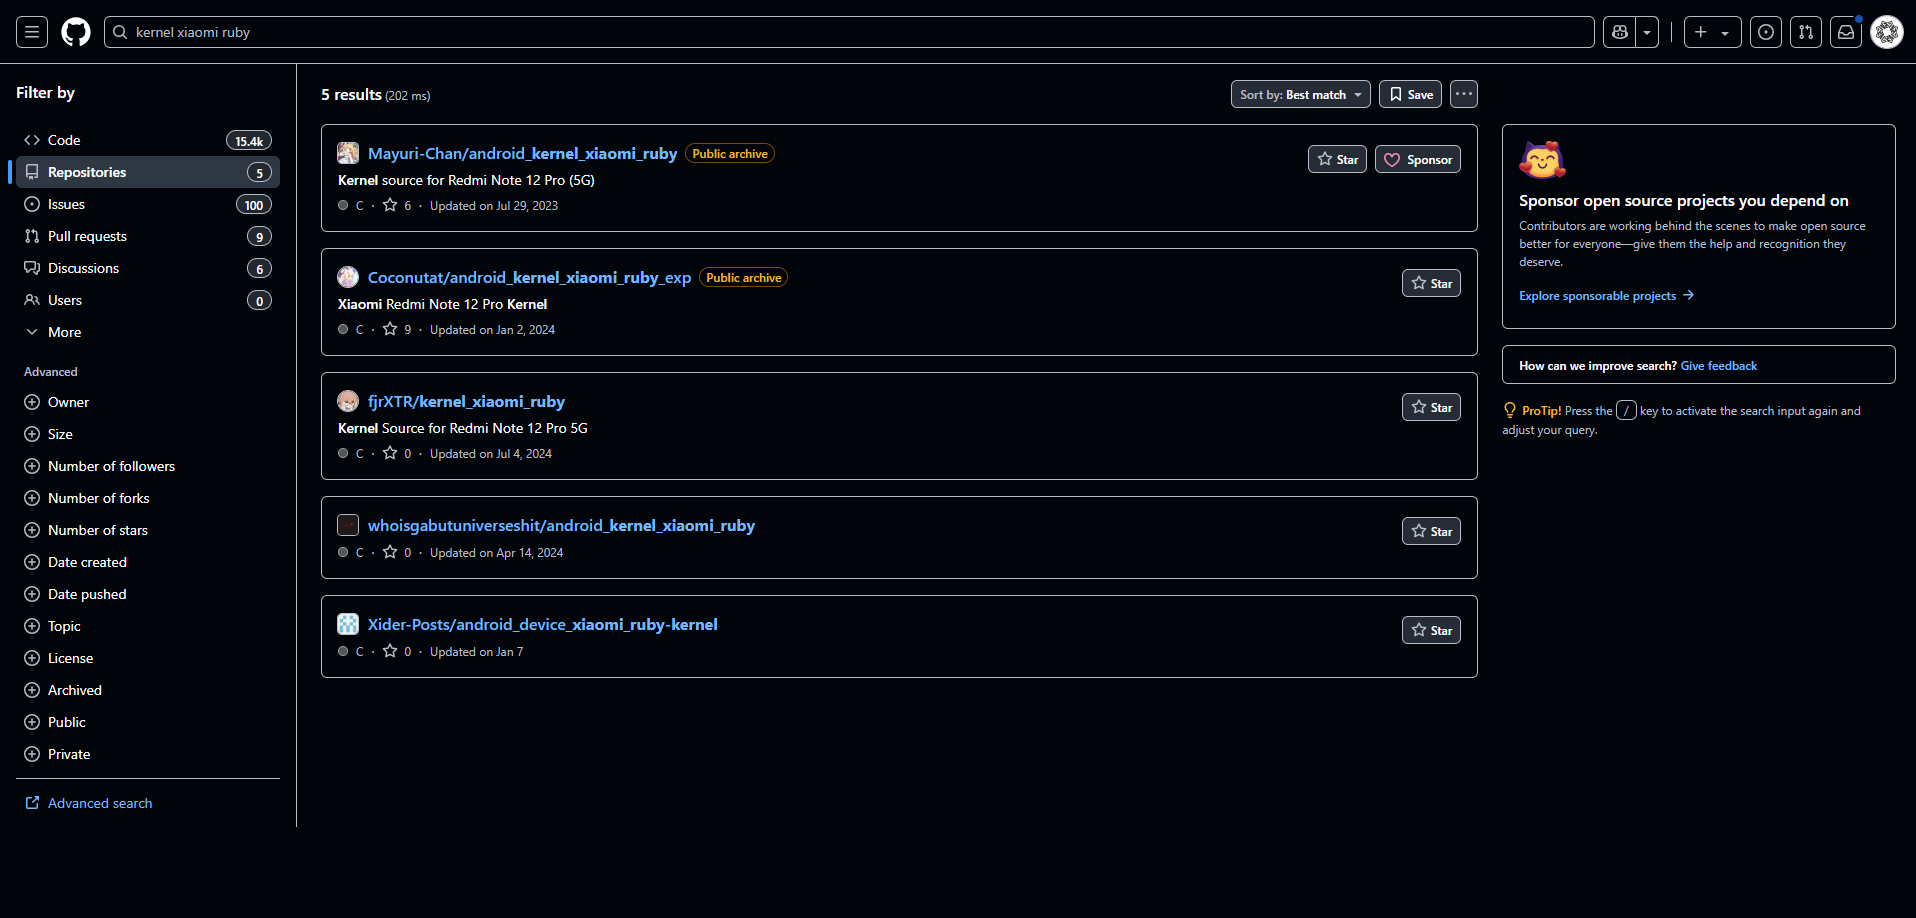 kernel xiaomi ruby
Filter by
Code 15.4k
Repositories 5
Issues 100
Pull requests 9
Discussions 6
Users 0
More
Advanced
Owner
Size
Number of followers
Number of forks
Number of stars
Date created
Date pushed
Topic
License
Archived
Public
Private
Advanced search
5 results (202 ms)
Sort by: Best match
Save
Mayuri-Chan/android_kernel_xiaomi_ruby Public archive
Star
Sponsor
Kernel source for Redmi Note 12 Pro (5G)
C · 6 · Updated on Jul 29, 2023
Coconutat/android_kernel_xiaomi_ruby_exp Public archive
Star
Xiaomi Redmi Note 12 Pro Kernel
C · 9 · Updated on Jan 2, 2024
fjrXTR/kernel_xiaomi_ruby
Star
Kernel Source for Redmi Note 12 Pro 5G
C · 0 · Updated on Jul 4, 2024
whoisgabutuniverseshit/android_kernel_xiaomi_ruby
Star
C · 0 · Updated on Apr 14, 2024
Xider-Posts/android_device_xiaomi_ruby-kernel
Star
C · 0 · Updated on Jan 7
Sponsor open source projects you depend on
Contributors are working behind the scenes to make open source
better for everyone—give them the help and recognition they
deserve.
Explore sponsorable projects
How can we improve search? Give feedback
ProTip! Press the / key to activate the search input again and
adjust your query.